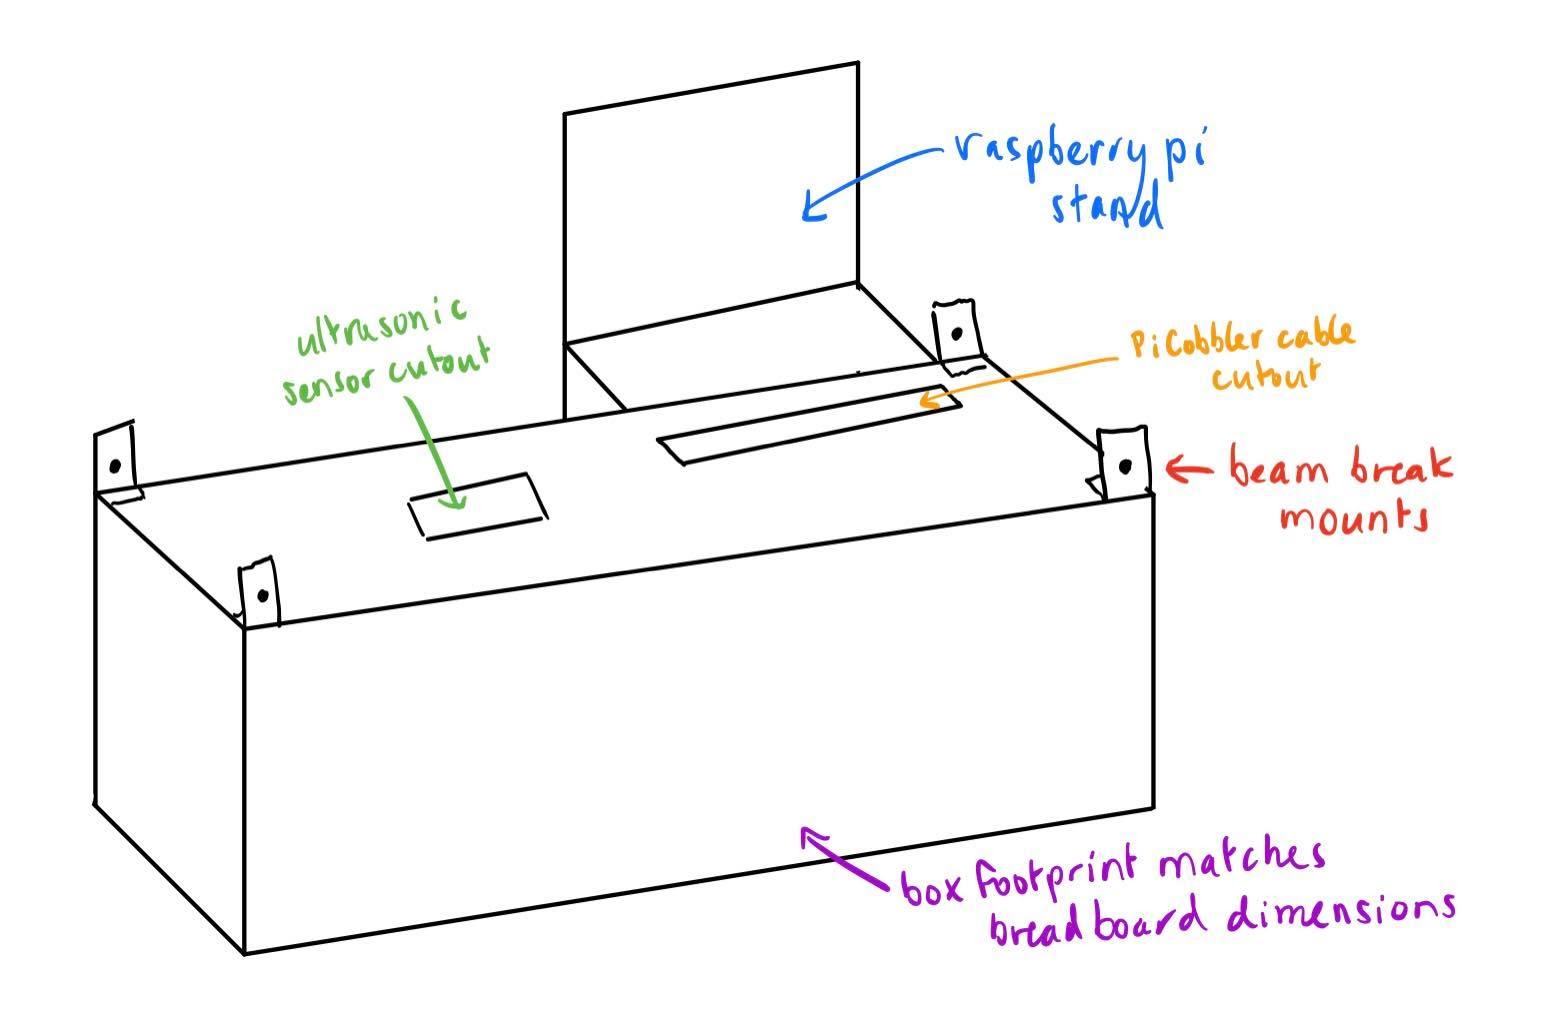 raspberry pi
stand
ultrasonic
sensor cutout
PiCobbler cable
cutout
beam break
mounts
box footprint matches
breadboard dimensions